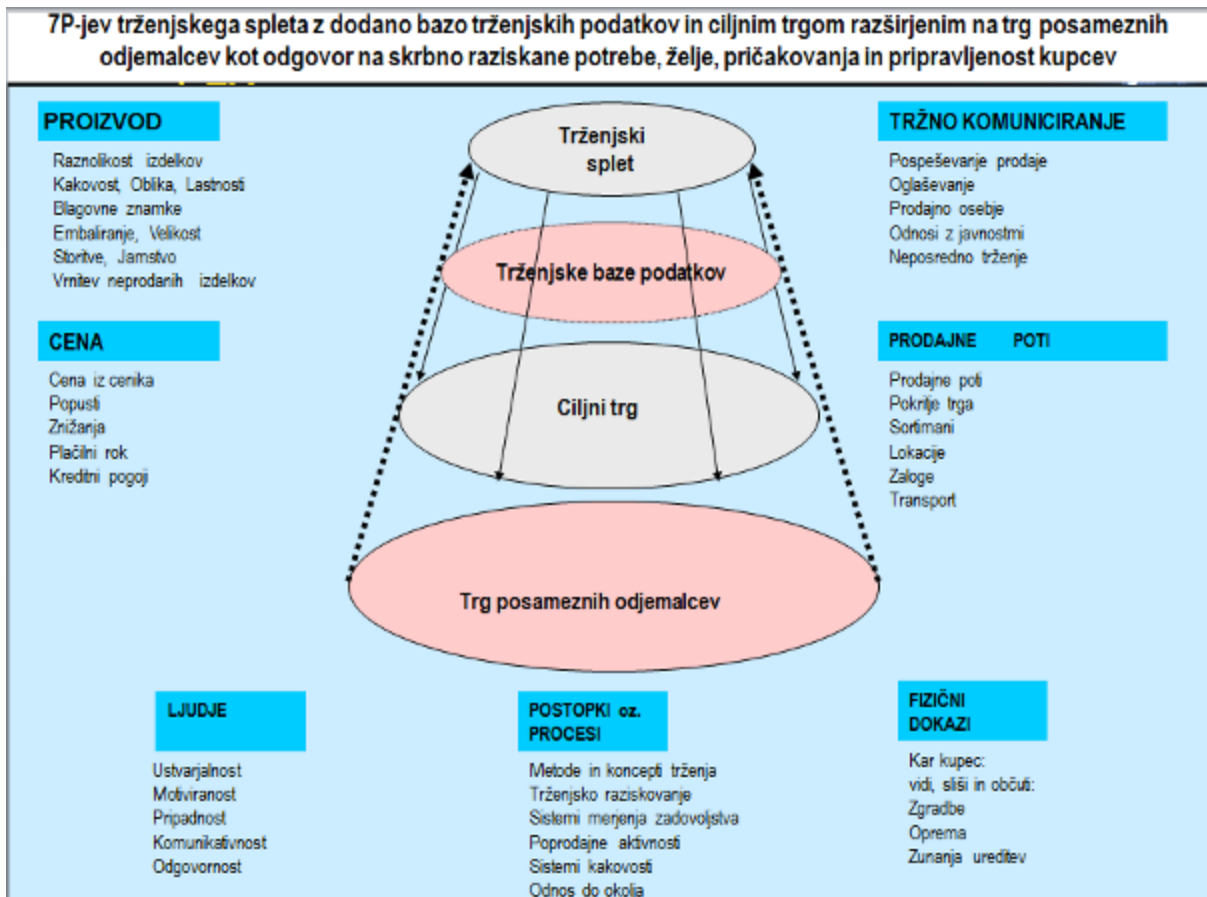 7P-jev trženjskega spleta z dodano bazo trženjskih podatkov in ciljnim trgom razširjenim na trg posameznih
odjemalcev kot odgovor na skrbno raziskane potrebe, želje, pričakovanja in pripravljenost kupcev
PROIZVOD
Raznolikost izdelkov
Kakovost, Oblika, Lastnosti
Blagovne znamke
Embaliranje, Velikost
Storitve, Jamstvo
Vrnitev neprodanih izdelkov
CENA
Cena iz cenika
Popusti
Znižanja
Plačilni rok
Kreditni pogoji
Trženjski
splet
Trženjske baze podatkov
Ciljni trg
Trg posameznih odjemalcev
TRŽNO KOMUNICIRANJE
Pospeševanje prodaje
Oglaševanje
Prodajno osebje
Odnosi z javnostmi
Neposredno trženje
PRODAJNE POTI
Prodajne poti
Pokritje trga
Sortimani
Lokacije
Zaloge
Transport
LJUDJE
Ustvarjalnost
Motiviranost
Pripadnost
Komunikativnost
Odgovornost
POSTOPKI oz.
PROCESI
Metode in koncepti trženja
Trženjsko raziskovanje
Sistemi merjenja zadovoljstva
Poprodajne aktivnosti
Sistemi kakovosti
Odnos do okolja
FIZIČNI
DOKAZI
Kar kupec:
vidi, sliši in občuti:
Zgradbe
Oprema
Zunanja ureditev